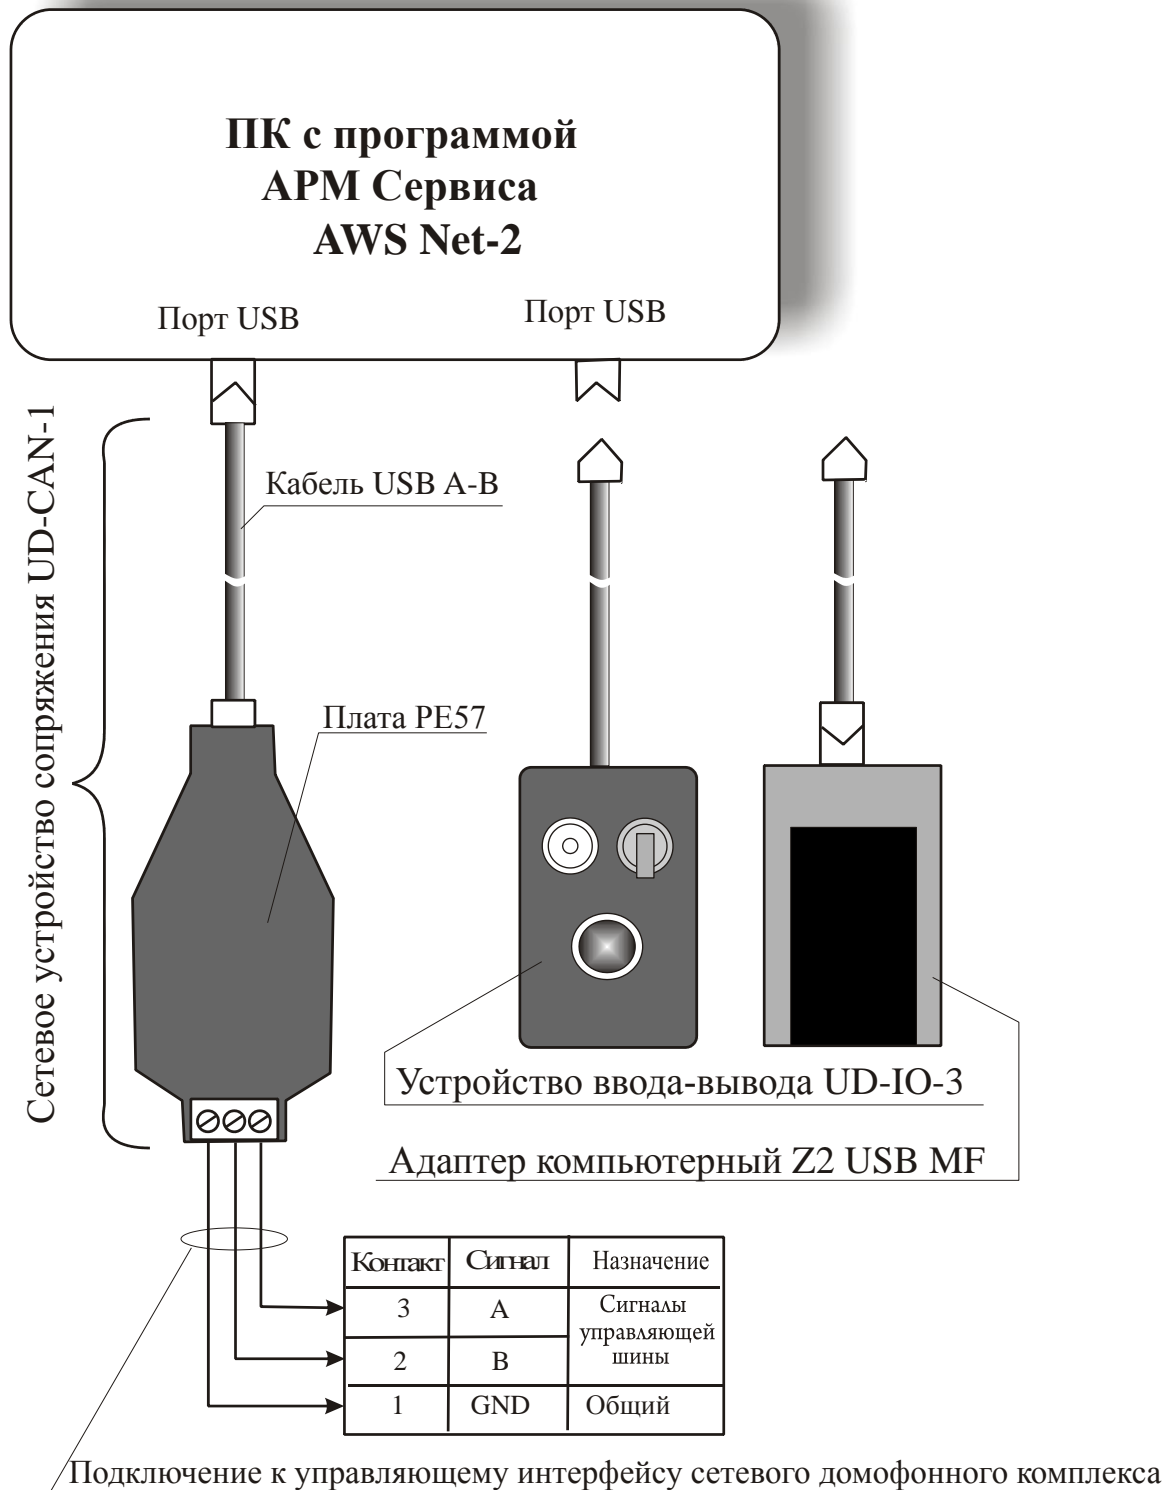 ПК с программой
АРМ Сервиса
AWS Net-2
Порт USB
Порт USB
Сетевое устройство сопряжения UD-CAN-1
Кабель USB A-B
Плата PE57
Устройство ввода-вывода UD-IO-3
Адаптер компьютерный Z2 USB MF
Контакт Сигнал Назначение
3 A Сигналы
управляющей
шины
2 B
1 GND Общий
Подключение к управляющему интерфейсу сетевого домофонного комплекса